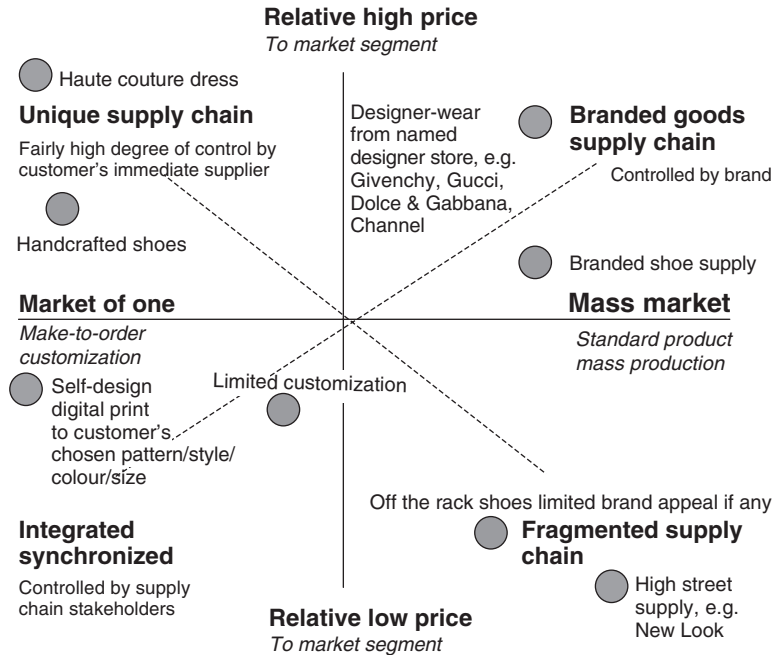 Relative high price
To market segment
Haute couture dress
Unique supply chain
Fairly high degree of control by
customer's immediate supplier
Handcrafted shoes
Designer-wear
from named
designer store, e.g.
Givenchy, Gucci,
Dolce & Gabbana,
Channel
Branded goods
supply chain
Controlled by brand
Branded shoe supply
Market of one
Make-to-order
customization
Mass market
Standard product
mass production
Self-design
digital print
to customer's
chosen pattern/style/
colour/size
Limited customization
Off the rack shoes limited brand appeal if any
Integrated
synchronized
Controlled by supply
chain stakeholders
Fragmented supply
chain
High street
supply, e.g.
New Look
Relative low price
To market segment